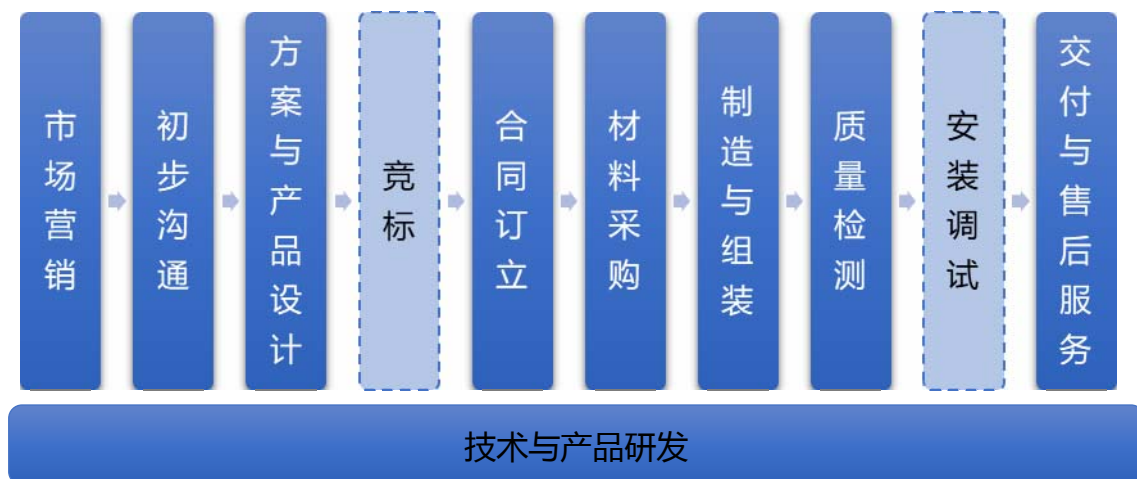 市场营销
初步沟通
方案与产品设计
竞标
合同订立
材料采购
制造与组装
质量检测
安装调试
交付与售后服务
技术与产品研发